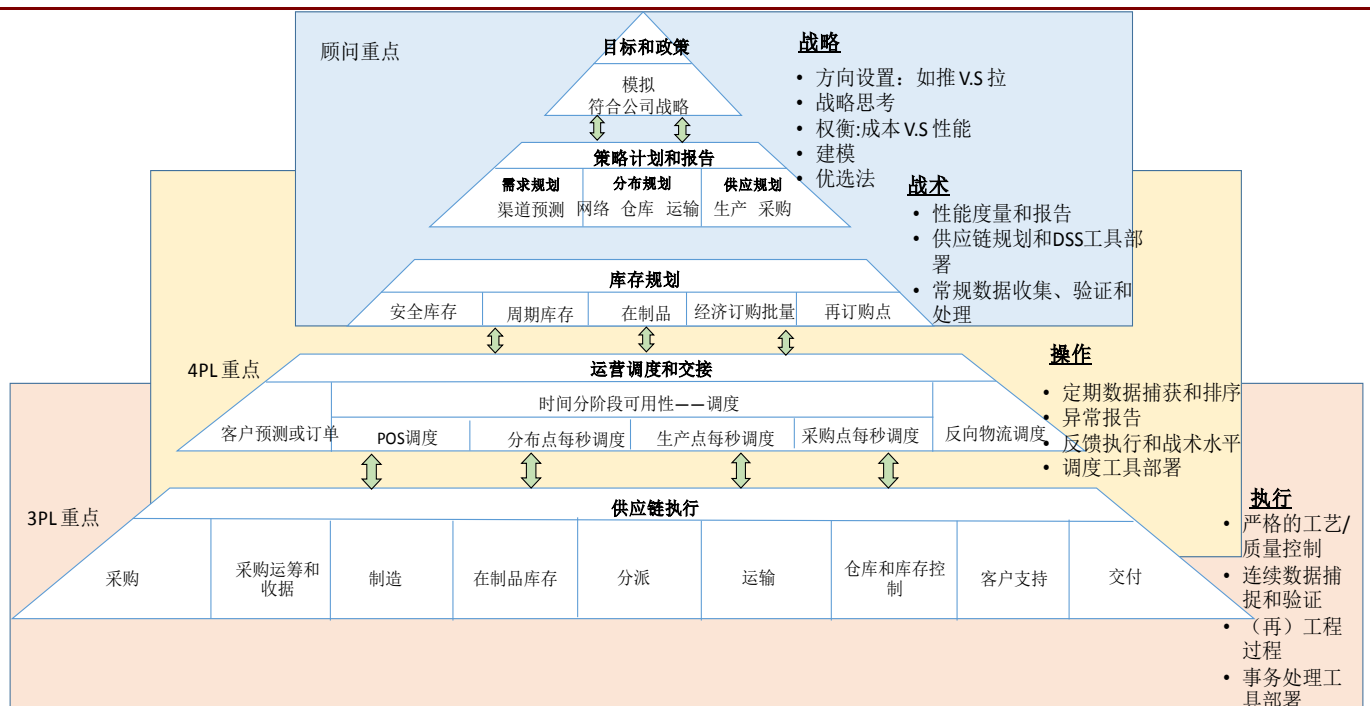 顾问重点
目标和政策
模拟
符合公司战略
战略
• 方向设置：如推 V.S 拉
• 战略思考
• 权衡:成本 V.S 性能
• 建模
• 优选法
策略计划和报告
需求规划 分布规划 供应规划
渠道预测 网络 仓库 运输 生产 采购
战术
• 性能度量和报告
• 供应链规划和DSS工具部
署
• 常规数据收集、验证和
处理
库存规划
安全库存 周期库存 在制品 经济订购批量 再订购点
4PL 重点
运营调度和交接
时间分阶段可用性——调度
客户预测或订单 POS调度 分布点每秒调度 生产点每秒调度 采购点每秒调度 反向物流调度
操作
• 定期数据捕获和排序
• 异常报告
• 反馈执行和战术水平
• 调度工具部署
3PL 重点
供应链执行
采购
采购运筹和
收据
制造
在制品库存
分派
运输
仓库和库存控
制
客户支持
交付
执行
• 严格的工艺/
质量控制
• 连续数据捕
捉和验证
• （再）工程
过程
• 事务处理工
具部署